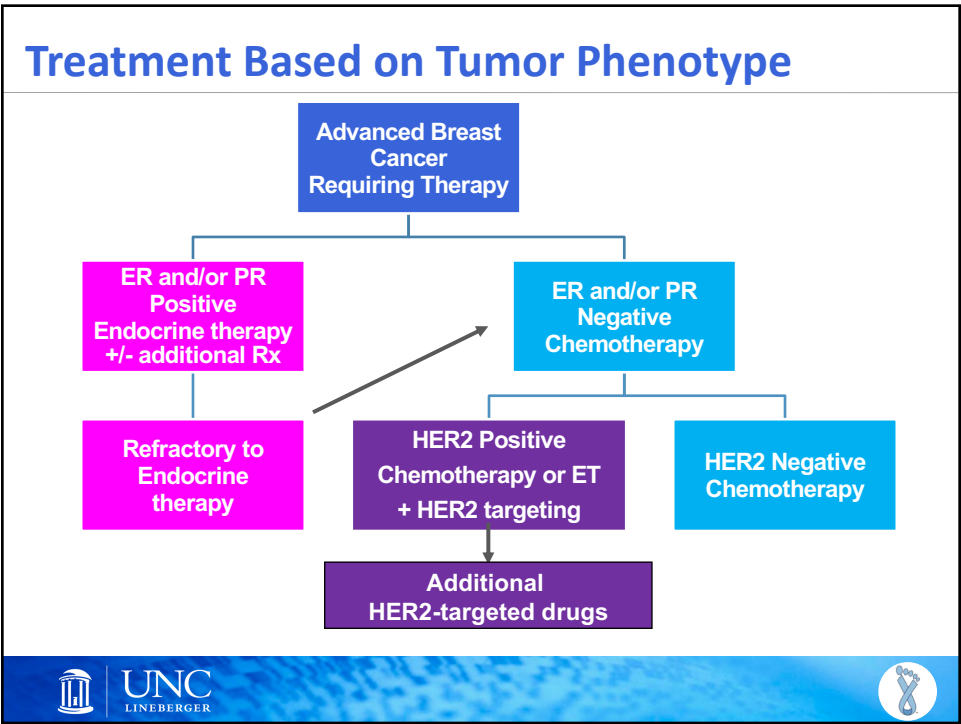 Treatment Based on Tumor Phenotype
Advanced Breast
Cancer
Requiring Therapy
ER and/or PR
Positive
Endocrine therapy
+/- additional Rx
ER and/or PR
Negative
Chemotherapy
Refractory to
Endocrine
therapy
HER2 Positive
Chemotherapy or ET
+ HER2 targeting
HER2 Negative
Chemotherapy
Additional
HER2-targeted drugs
UNC
LINEBERGER